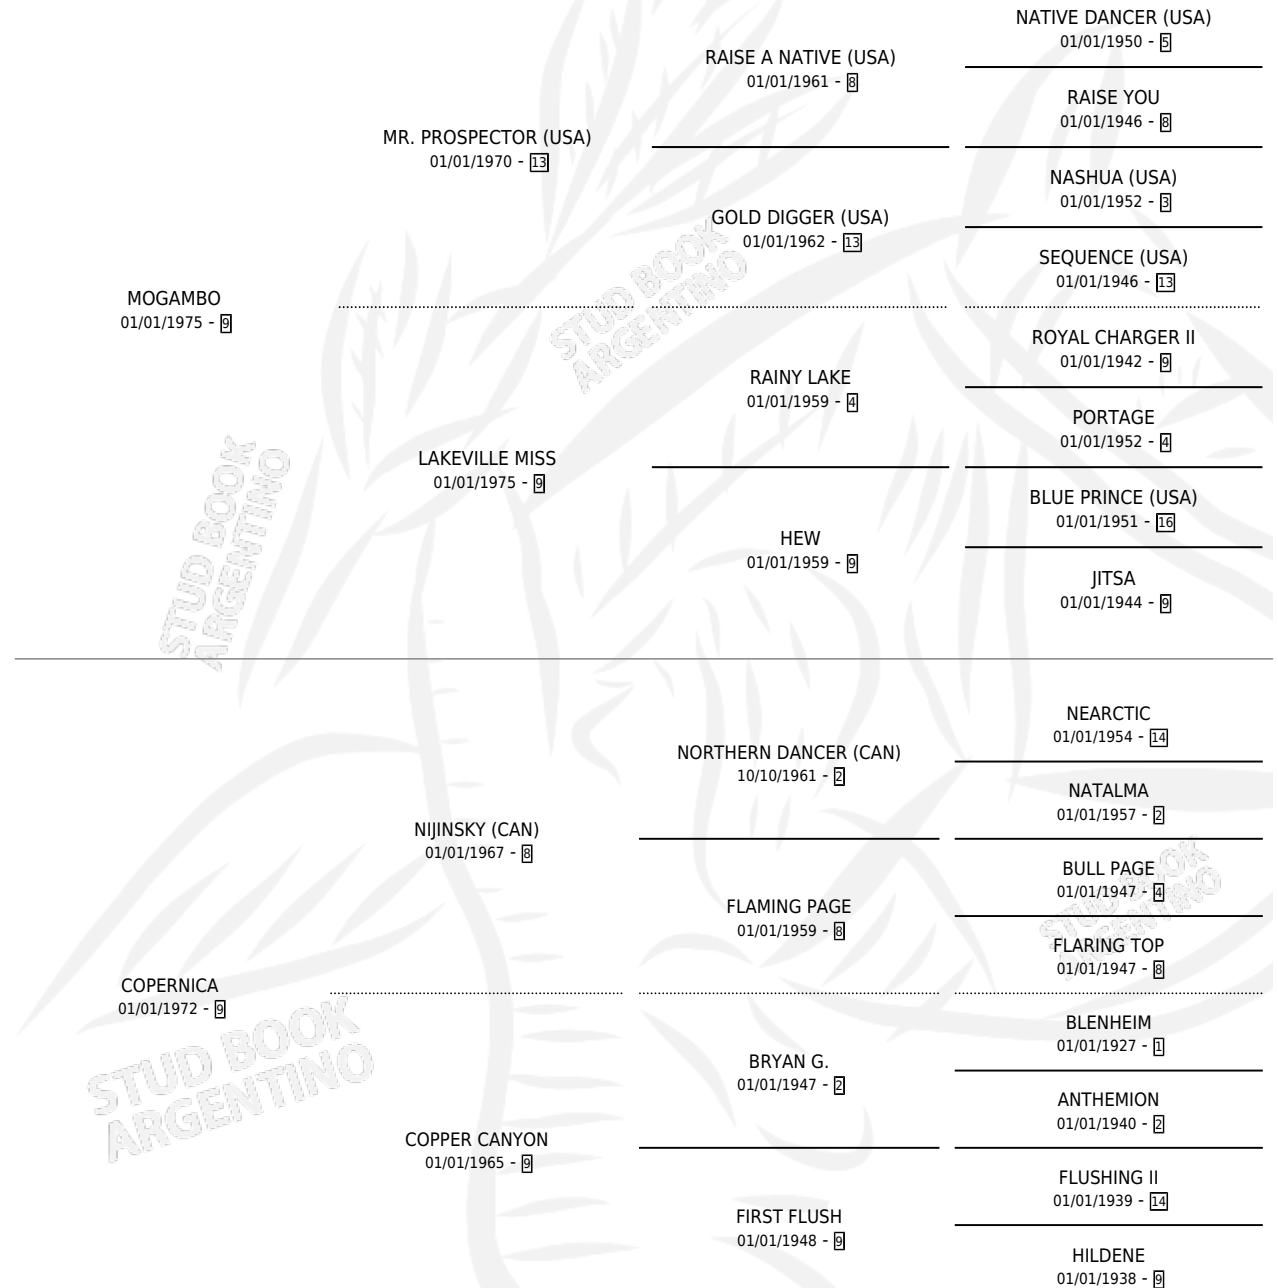 NATIVE DANCER (USA)
01/01/1950 - 5
RAISE A NATIVE (USA)
01/01/1961 - 8
RAISE YOU
01/01/1946 - 8
MR. PROSPECTOR (USA)
01/01/1970 - 13
NASHUA (USA)
01/01/1952 - 3
GOLD DIGGER (USA)
01/01/1962 - 13
SEQUENCE (USA)
01/01/1946 - 13
STUD BOOK
ARGENTINO
MOGAMBO
01/01/1975 - 9
ROYAL CHARGER II
01/01/1942 - 9
RAINY LAKE
01/01/1959 - 4
PORTAGE
01/01/1952 - 4
LAKEVILLE MISS
01/01/1975 - 9
BLUE PRINCE (USA)
01/01/1951 - 16
HEW
01/01/1959 - 9
JITSA
01/01/1944 - 9
STUD BOOK
ARGENTINO
NEARCTIC
01/01/1954 - 14
NORTHERN DANCER (CAN)
10/10/1961 - 2
NATALMA
01/01/1957 - 2
NIJINSKY (CAN)
01/01/1967 - 8
BULL PAGE
01/01/1947 - 4
FLAMING PAGE
01/01/1959 - 8
FLARING TOP
01/01/1947 - 8
STUD BOOK
ARGENTINO
COPERNICA
01/01/1972 - 9
BLENHEIM
01/01/1927 - 1
BRYAN G.
01/01/1947 - 2
ANTHEMION
01/01/1940 - 2
STUD BOOK
ARGENTINO
COPPER CANYON
01/01/1965 - 9
FLUSHING II
01/01/1939 - 14
FIRST FLUSH
01/01/1948 - 9
HILDENE
01/01/1938 - 9